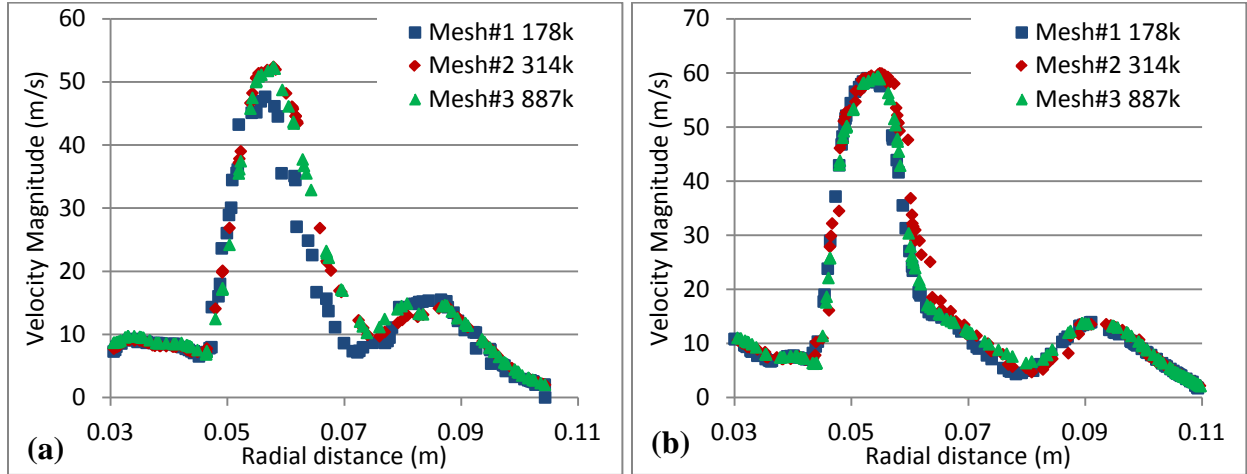 60
50
40
30
20
10
0
Velocity Magnitude (m/s)
Mesh#1 178k
Mesh#2 314k
Mesh#3 887k
0.03 0.05 0.07 0.09 0.11
Radial distance (m)
(a)
70
60
50
40
30
20
10
0
Velocity Magnitude (m/s)
Mesh#1 178k
Mesh#2 314k
Mesh#3 887k
0.03 0.05 0.07 0.09 0.11
Radial distance (m)
(b)